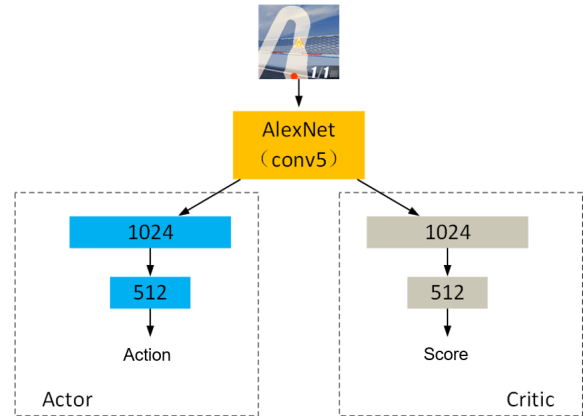 1/1
AlexNet
（conv5）
1024
512
Action
Actor
1024
512
Score
Critic